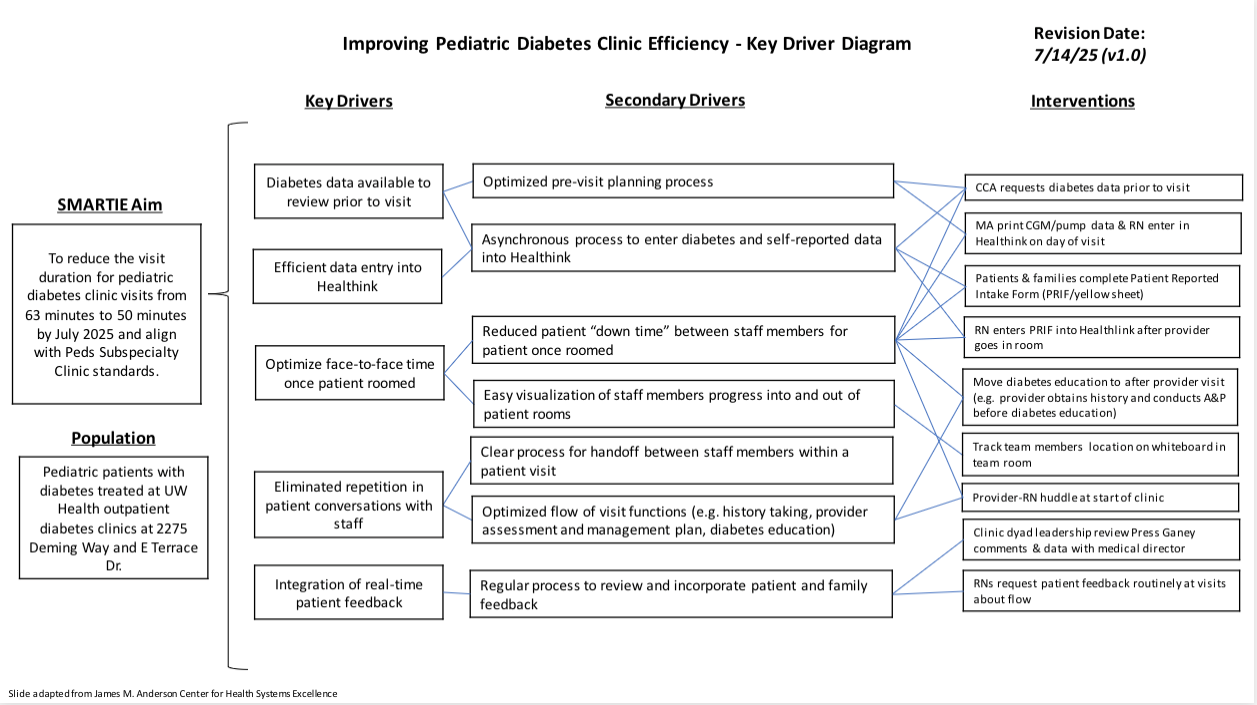 Improving Pediatric Diabetes Clinic Efficiency - Key Driver Diagram
Revision Date:
7/14/25 (v1.0)
Key Drivers
Secondary Drivers
Interventions
SMARTIE Aim
To reduce the visit
duration for pediatric
diabetes clinic visits from
63 minutes to 50 minutes
by July 2025 and align
with Peds Subspecialty
Clinic standards.
Population
Pediatric patients with
diabetes treated at UW
Health outpatient
diabetes clinics at 2275
Deming Way and E Terrace
Dr.
Diabetes data available to
review prior to visit
Efficient data entry into
Healthink
Optimize face-to-face time
once patient roomed
Eliminated repetition in
patient conversations with
staff
Integration of real-time
patient feedback
Optimized pre-visit planning process
Asynchronous process to enter diabetes and self-reported data
into Healthink
Reduced patient “down time” between staff members for
patient once roomed
Easy visualization of staff members progress into and out of
patient rooms
Clear process for handoff between staff members within a
patient visit
Optimized flow of visit functions (e.g. history taking, provider
assessment and management plan, diabetes education)
Regular process to review and incorporate patient and family
feedback
CCA requests diabetes data prior to visit
MA print CGM/pump data & RN enter in
Healthink on day of visit
Patients & families complete Patient Reported
Intake Form (PRIF/yellow sheet)
RN enters PRIF into Healthlink after provider
goes in room
Move diabetes education to after provider visit
(e.g. provider obtains history and conducts A&P
before diabetes education)
Track team members location on whiteboard in
team room
Provider-RN huddle at start of clinic
Clinic dyad leadership review Press Ganey
comments & data with medical director
RNs request patient feedback routinely at visits
about flow
Slide adapted from James M. Anderson Center for Health Systems Excellence